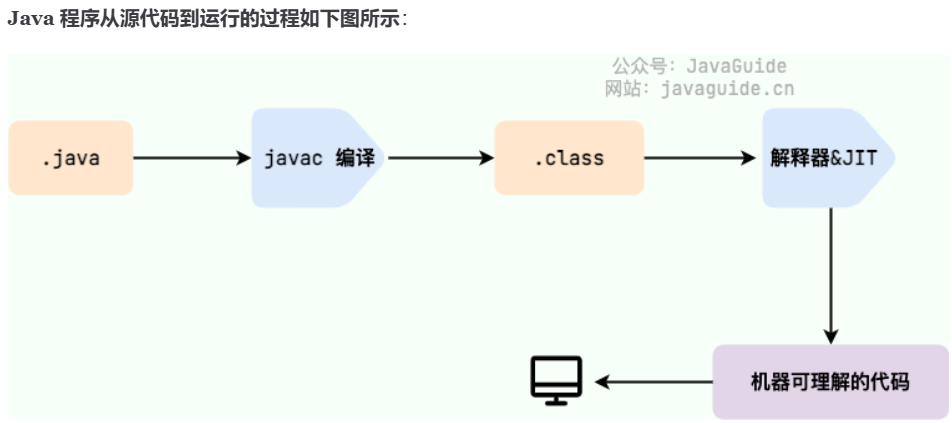 Java 程序从源代码到运行的过程如下图所示：
公众号：JavaGuide
网站：javaguide.cn
.java
javac 编译
.class
解释器&JIT
机器可理解的代码